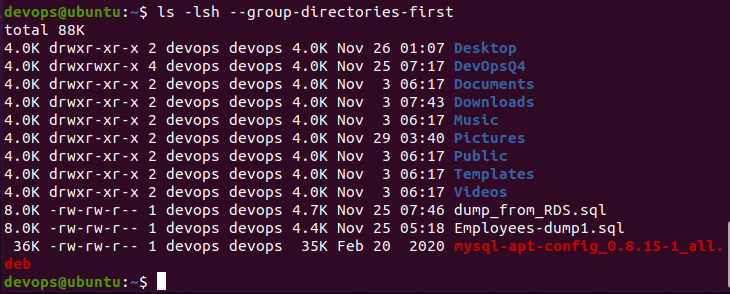 devops@ubuntu:~$ ls -lsh --group-directories-first
total 88K
4.0K drwxr-xr-x 2 devops devops 4.0K Nov 26 01:07 Desktop
4.0K drwxrwxr-x 4 devops devops 4.0K Nov 25 07:17 DevOpsQ4
4.0K drwxr-xr-x 2 devops devops 4.0K Nov  3 06:17 Documents
4.0K drwxr-xr-x 2 devops devops 4.0K Nov  3 07:43 Downloads
4.0K drwxr-xr-x 2 devops devops 4.0K Nov  3 06:17 Music
4.0K drwxr-xr-x 2 devops devops 4.0K Nov 29 03:40 Pictures
4.0K drwxr-xr-x 2 devops devops 4.0K Nov  3 06:17 Public
4.0K drwxr-xr-x 2 devops devops 4.0K Nov  3 06:17 Templates
4.0K drwxr-xr-x 2 devops devops 4.0K Nov  3 06:17 Videos
8.0K -rw-rw-r-- 1 devops devops 4.7K Nov 25 07:46 dump_from_RDS.sql
8.0K -rw-rw-r-- 1 devops devops 4.4K Nov 25 05:18 Employees-dump1.sql
 36K -rw-rw-r-- 1 devops devops  35K Feb 20  2020 mysql-apt-config_0.8.15-1_all.
deb
devops@ubuntu:~$